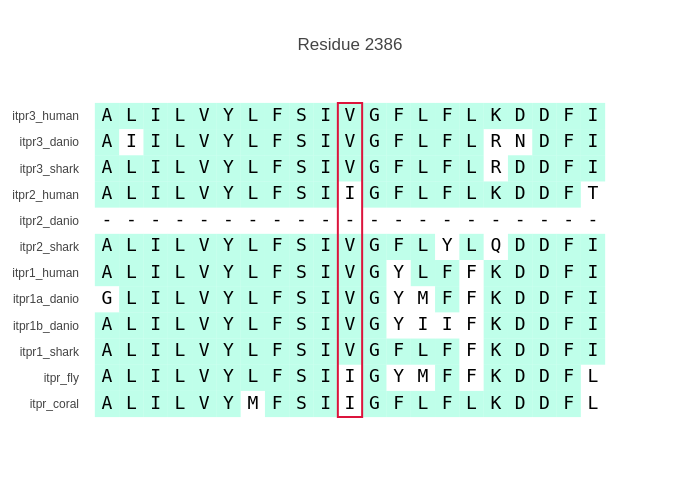 Residue 2386
itpr3_human A L I L V Y L F S I V G F L F L K D D F I
itpr3_danio A I I L V Y L F S I V G F L F L R N D F I
itpr3_shark A L I L V Y L F S I V G F L F L R D D F I
itpr2_human A L I L V Y L F S I I G F L F L K D D F T
itpr2_danio - - - - - - - - - - - - - - - - - - - - -
itpr2_shark A L I L V Y L F S I V G F L Y L Q D D F I
itpr1_human A L I L V Y L F S I V G Y L F F K D D F I
itpr1a_danio G L I L V Y L F S I V G Y M F F K D D F I
itpr1b_danio A L I L V Y L F S I V G Y I I F K D D F I
itpr1_shark A L I L V Y L F S I V G F L F F K D D F I
itpr_fly A L I L V Y L F S I I G Y M F F K D D F L
itpr_coral A L I L V Y M F S I I G F L F L K D D F L